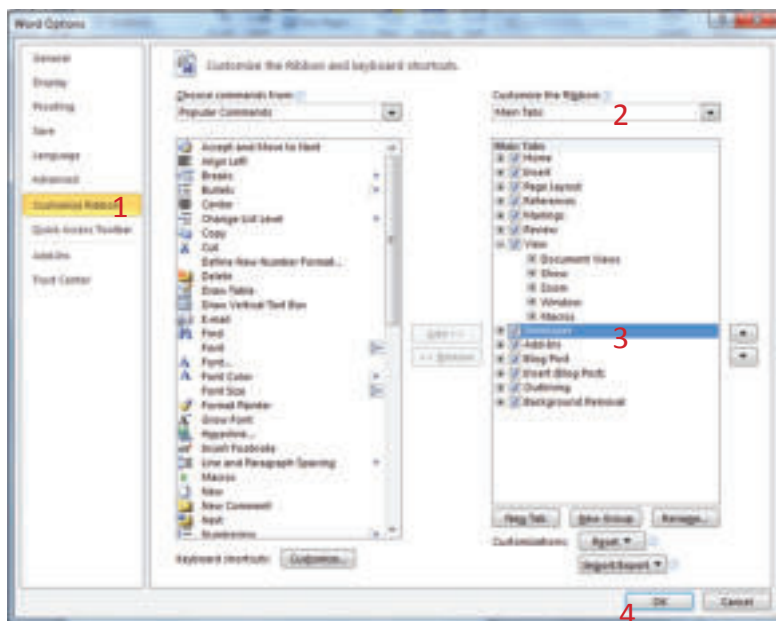 Word Options
General
Display
Proofing
Save
Language
Advanced
Customize Ribbon
1
Quick Access Toolbar
Add-Ins
Trust Center
Customize the Ribbon and keyboard shortcuts.
Choose commands from:
Popular Commands
Accept and Move to Next
Align Left
Breaks
Bullets
Center
Change List Level
Copy
Cut
Define New Number Format...
Delete
Draw Table
Draw Vertical Text Box
E-mail
Find
Font
Font...
Font Color
Font Size
Format Painter
Grow Font
Hyperlink...
Insert Footnote
Line and Paragraph Spacing
Macros
New
New Comment
Next
Numbering
Keyboard shortcuts: Customize...
Add >>
<< Remove
Customize the Ribbon:
Main Tabs
2
Main Tabs
Home
Insert
Page Layout
References
Mailings
Review
View
Document Views
Show
Zoom
Window
Macros
Developer
3
Add-Ins
Blog Post
Insert (Blog Post)
Outlining
Background Removal
New Tab New Group Rename...
Customizations: Reset
Import/Export
4
OK Cancel